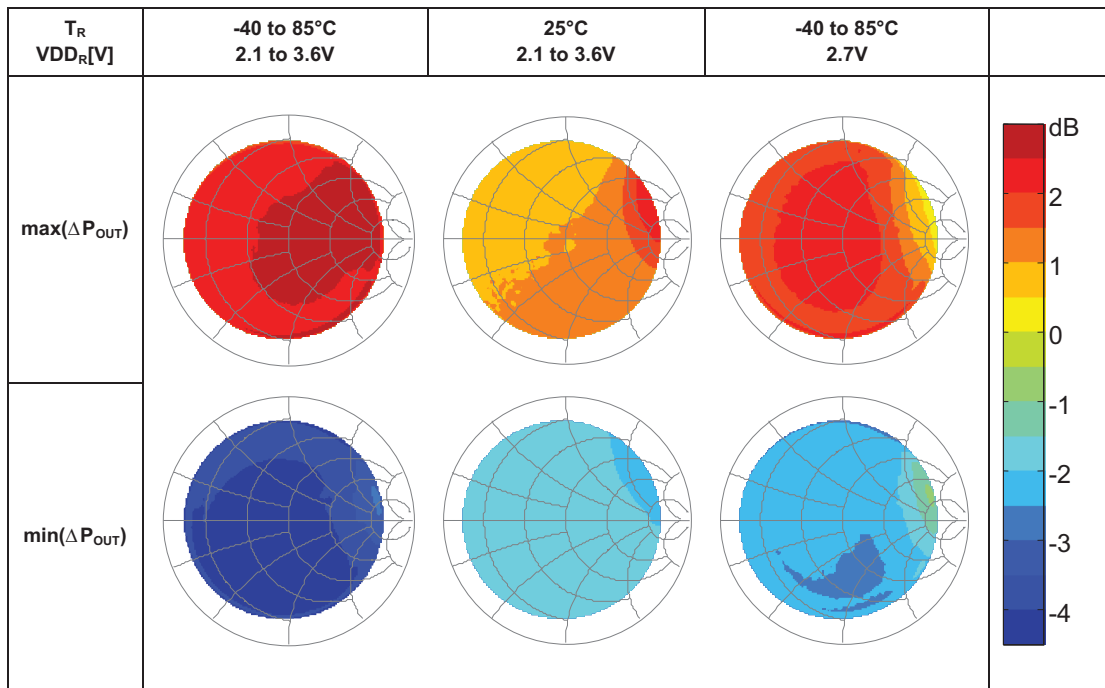 T_R
VDD_R[V]
-40 to 85°C
2.1 to 3.6V
25°C
2.1 to 3.6V
-40 to 85°C
2.7V
max(ΔP_OUT)
min(ΔP_OUT)
dB
2
1
0
-1
-2
-3
-4